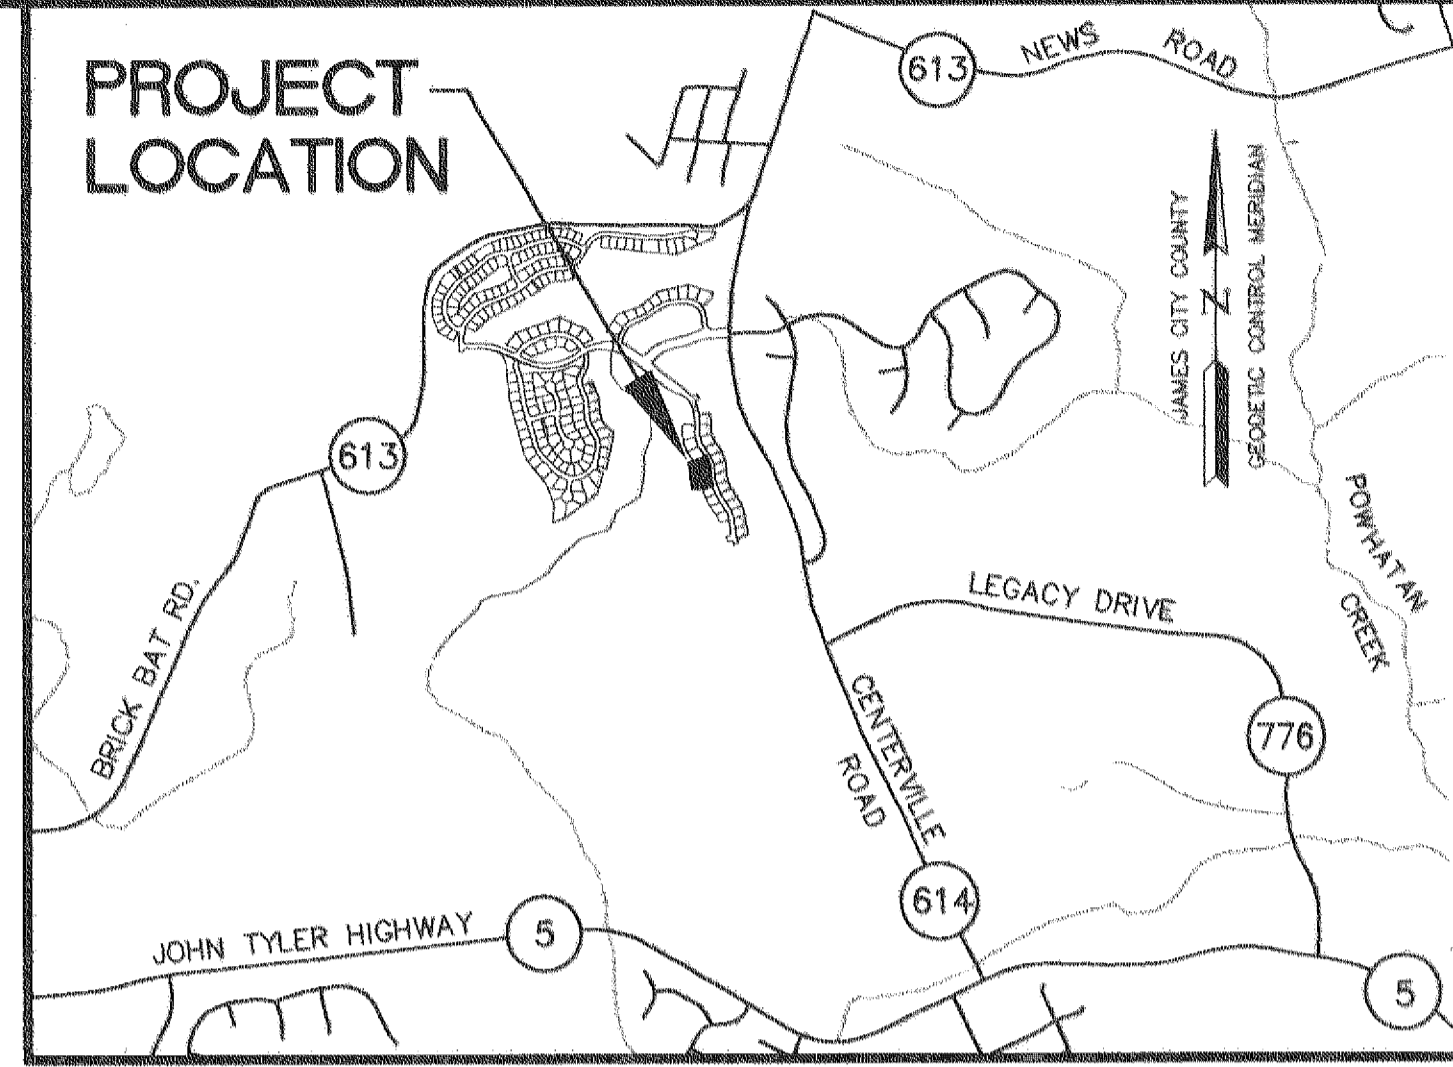 PROJECT
LOCATION
613
NEWS ROAD
JAMES CITY COUNTY
GEODETIC CONTROL MERIDIAN
N
613
BRICK BAT RD.
POWHATAN
CREEK
LEGACY DRIVE
CENTERVILLE
ROAD
776
614
JOHN TYLER HIGHWAY
5
5